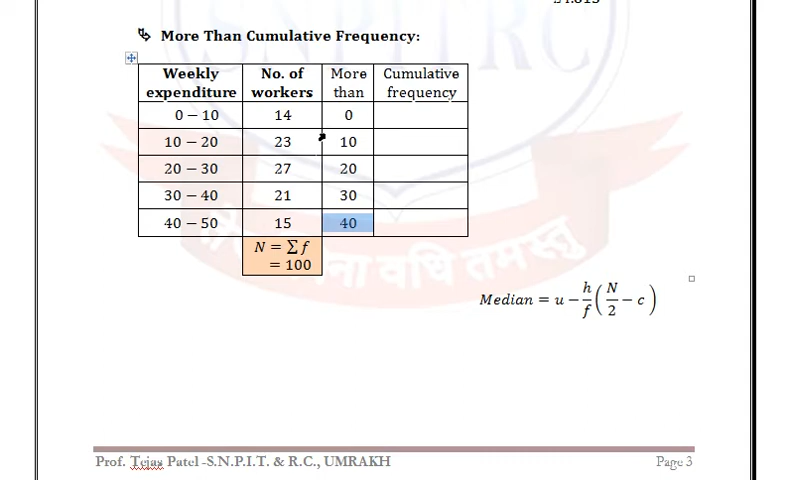 More Than Cumulative Frequency:
Weekly expenditure No. of workers More than Cumulative frequency
0 − 10 14 0
10 − 20 23 10
20 − 30 27 20
30 − 40 21 30
40 − 50 15 40
N = ∑ f
= 100
Median = u − h/f (N/2 − c)
Prof. Tejas Patel -S.N.P.I.T. & R.C., UMRAKH Page 3